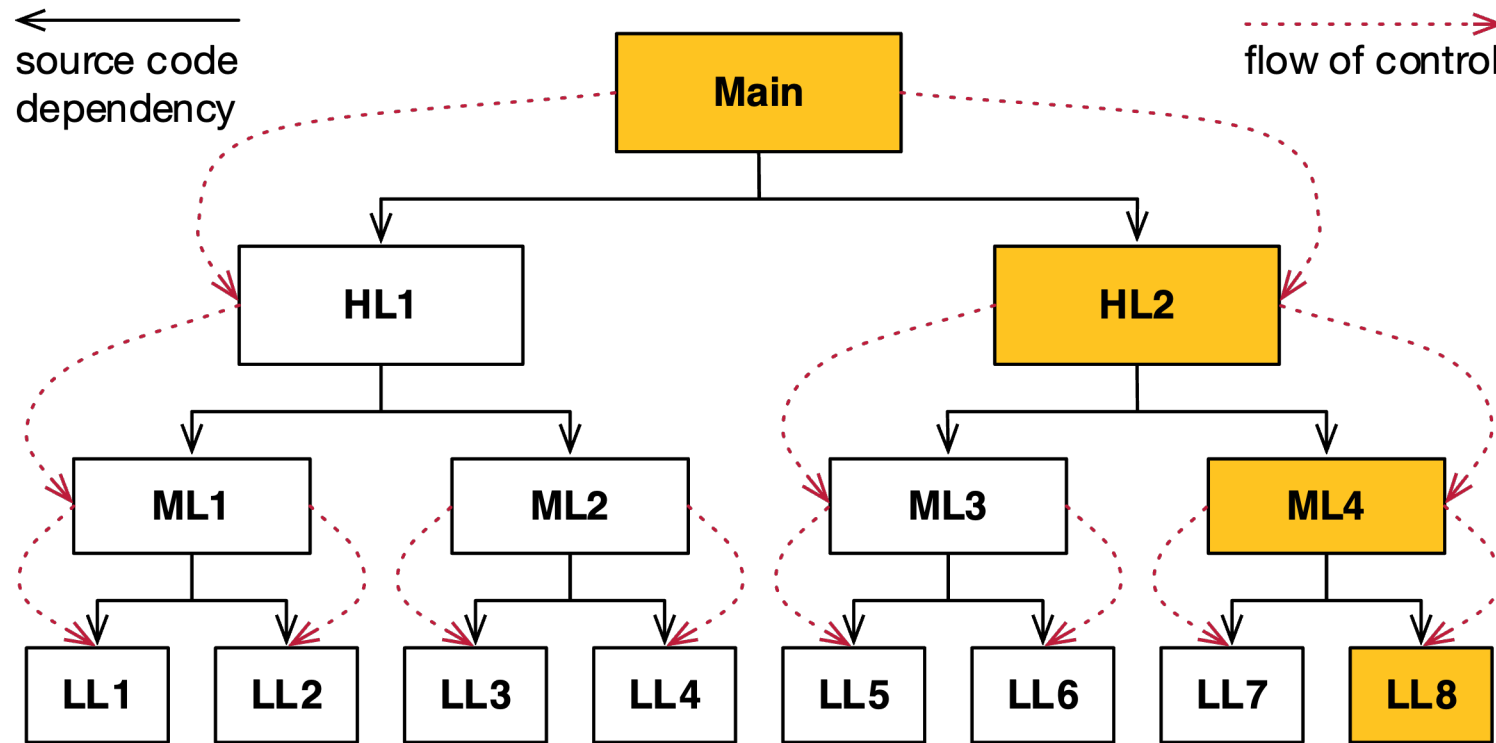 source code
dependency
flow of control
Main
HL1
HL2
ML1
ML2
ML3
ML4
LL1
LL2
LL3
LL4
LL5
LL6
LL7
LL8